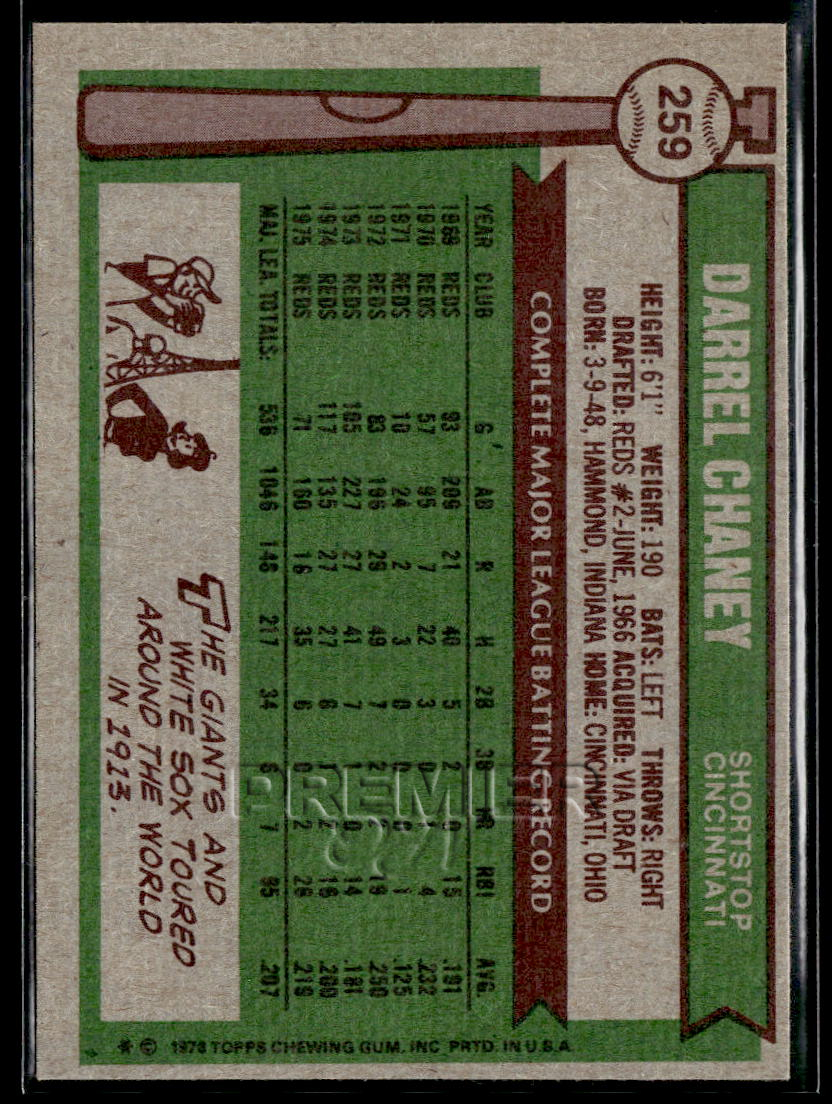 259
DARREL CHANEY
SHORTSTOP
CINCINNATI
HEIGHT: 6'1" WEIGHT: 190 BATS: LEFT THROWS: RIGHT
DRAFTED: REDS #2-JUNE, 1966 ACQUIRED: VIA DRAFT
BORN: 3-9-48, HAMMOND, INDIANA HOME: CINCINNATI, OHIO
COMPLETE MAJOR LEAGUE BATTING RECORD
YEAR CLUB G AB R H 2B 3B HR RBI AVG.
1969 REDS 93 209 21 40 5 2 0 15 .191
1970 REDS 57 95 7 22 3 0 1 4 .232
1971 REDS 10 24 2 3 0 0 0 1 .125
1972 REDS 83 196 29 49 7 2 2 19 .250
1973 REDS 105 227 27 41 7 1 0 14 .181
1974 REDS 117 135 27 27 6 1 2 16 .200
1975 REDS 71 160 16 35 6 0 2 26 .219
MAJ. LEA. TOTALS: 536 1046 146 217 34 6 7 95 .207
THE GIANTS AND
WHITE SOX TOURED
AROUND THE WORLD
IN 1913.
* © 1976 TOPPS CHEWING GUM, INC. PRTD. IN U.S.A.
PREMIER